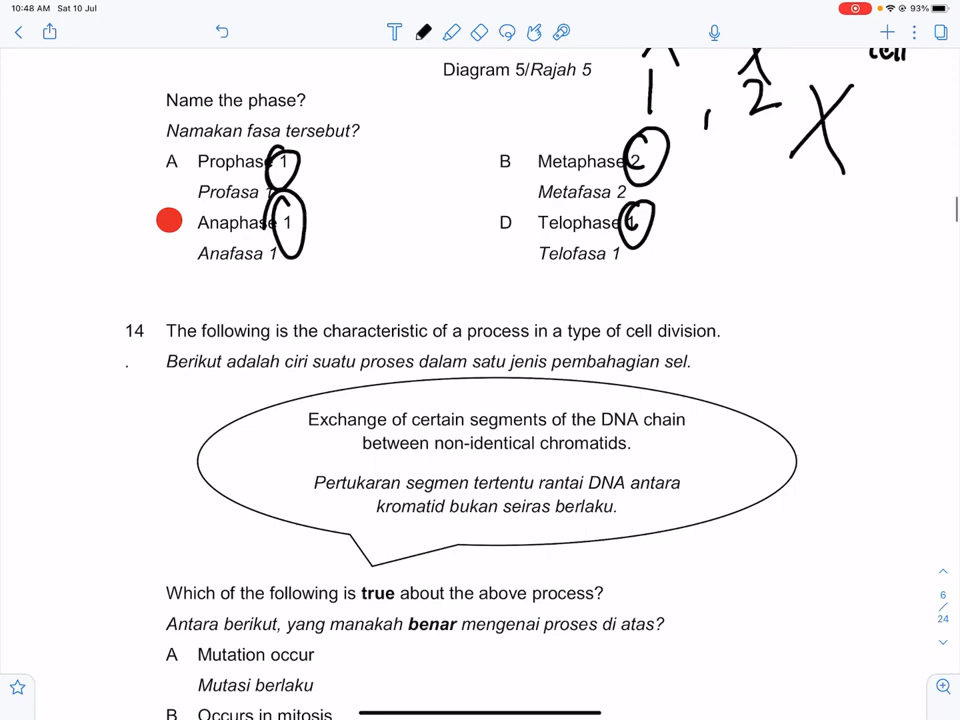 10:48 AM Sat 10 Jul 93%
cell
Diagram 5/Rajah 5
1 , 2
Name the phase?
Namakan fasa tersebut?
A Prophase 1 B Metaphase 2
Profasa 1 Metafasa 2
Anaphase 1 D Telophase 1
Anafasa 1 Telofasa 1
14 The following is the characteristic of a process in a type of cell division.
. Berikut adalah ciri suatu proses dalam satu jenis pembahagian sel.
Exchange of certain segments of the DNA chain
between non-identical chromatids.
Pertukaran segmen tertentu rantai DNA antara
kromatid bukan seiras berlaku.
6
/
24
Which of the following is true about the above process?
Antara berikut, yang manakah benar mengenai proses di atas?
A Mutation occur
Mutasi berlaku
B Occurs in mitosis